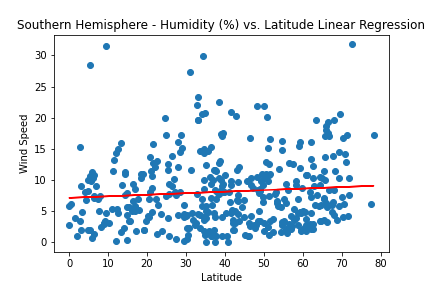 Southern Hemisphere - Humidity (%) vs. Latitude Linear Regression
30
25
20
15
10
5
0
Wind Speed
0 10 20 30 40 50 60 70 80
Latitude